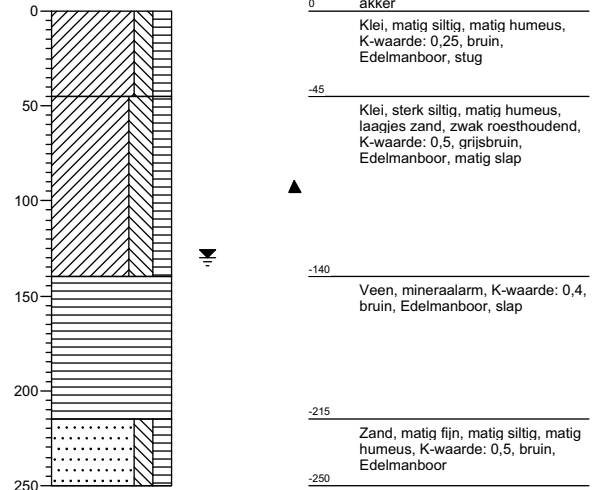 0
50
100
150
200
250
0
akker
Klei, matig siltig, matig humeus,
K-waarde: 0,25, bruin,
Edelmanboor, stug
-45
Klei, sterk siltig, matig humeus,
laagjes zand, zwak roesthoudend,
K-waarde: 0,5, grijsbruin,
Edelmanboor, matig slap
-140
Veen, mineraalarm, K-waarde: 0,4,
bruin, Edelmanboor, slap
-215
Zand, matig fijn, matig siltig, matig
humeus, K-waarde: 0,5, bruin,
Edelmanboor
-250